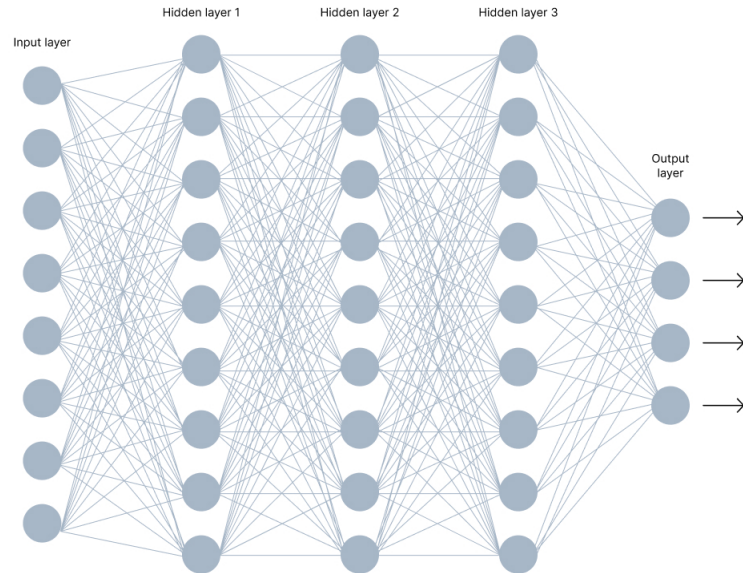 Input layer
Hidden layer 1
Hidden layer 2
Hidden layer 3
Output
layer